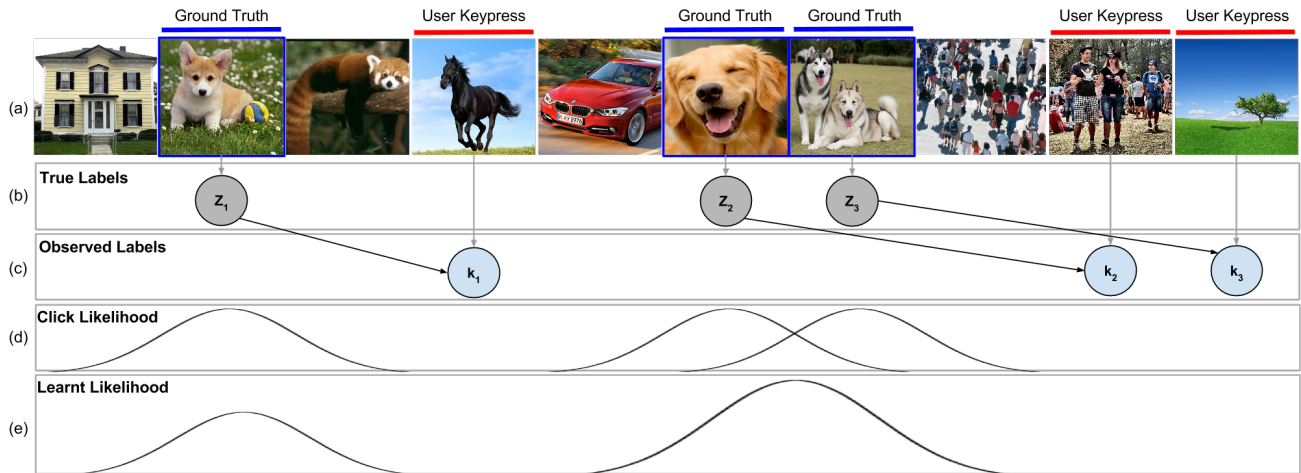 Ground Truth
User Keypress
Ground Truth
Ground Truth
User Keypress
User Keypress
(a)
(b)
True Labels
Z1
Z2
Z3
(c)
Observed Labels
k1
k2
k3
(d)
Click Likelihood
(e)
Learnt Likelihood